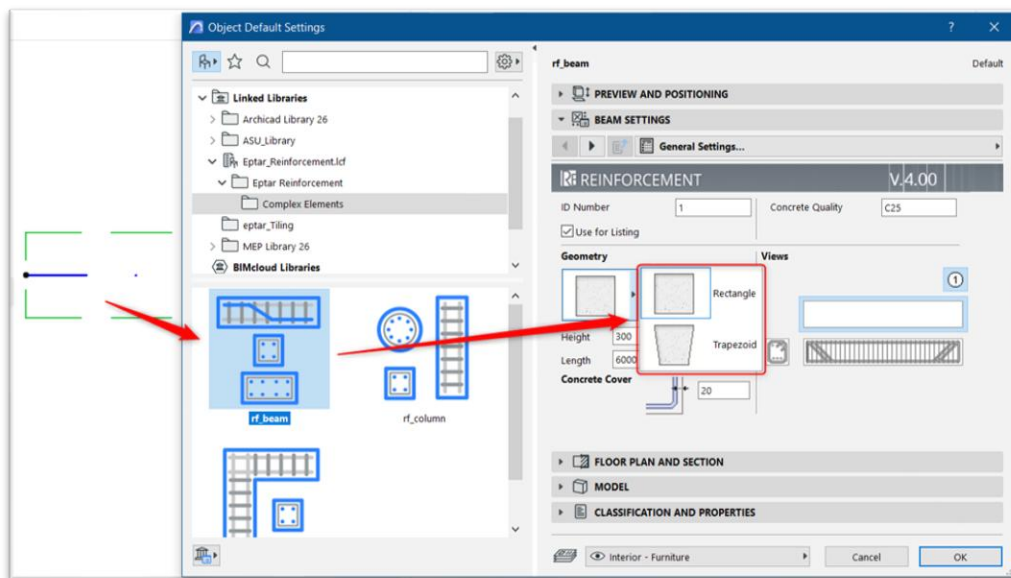 Object Default Settings
rf_beam
Default
Linked Libraries
Archicad Library 26
ASU_Library
Eptar_Reinforcement.lcf
Eptar Reinforcement
Complex Elements
eptar_Tiling
MEP Library 26
BIMcloud Libraries
rf_beam
rf_column
PREVIEW AND POSITIONING
BEAM SETTINGS
General Settings...
REINFORCEMENT V.4.00
ID Number 1 Concrete Quality C25
Use for Listing
Geometry Views
1
Rectangle
Height 300 Trapezoid
Length 6000
Concrete Cover 20
FLOOR PLAN AND SECTION
MODEL
CLASSIFICATION AND PROPERTIES
Interior - Furniture Cancel OK